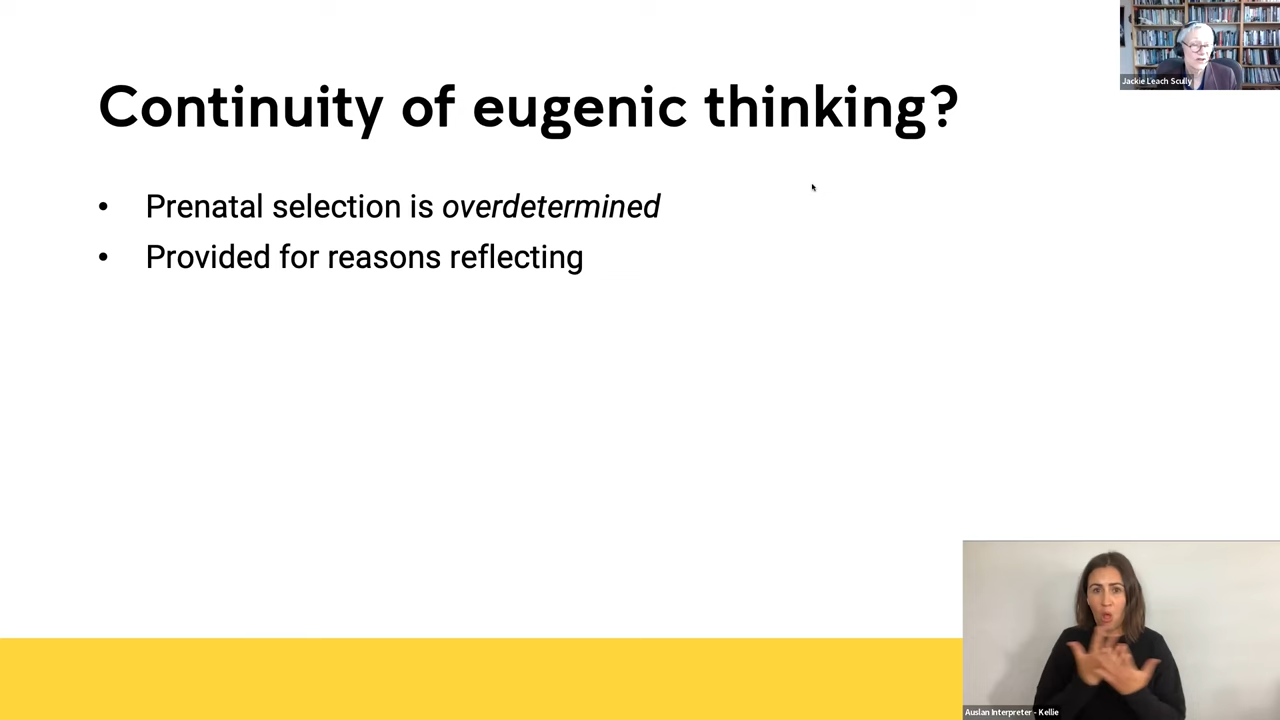 Continuity of eugenic thinking?
• Prenatal selection is overdetermined
• Provided for reasons reflecting
Jackie Leach Scully
Auslan Interpreter - Kellie